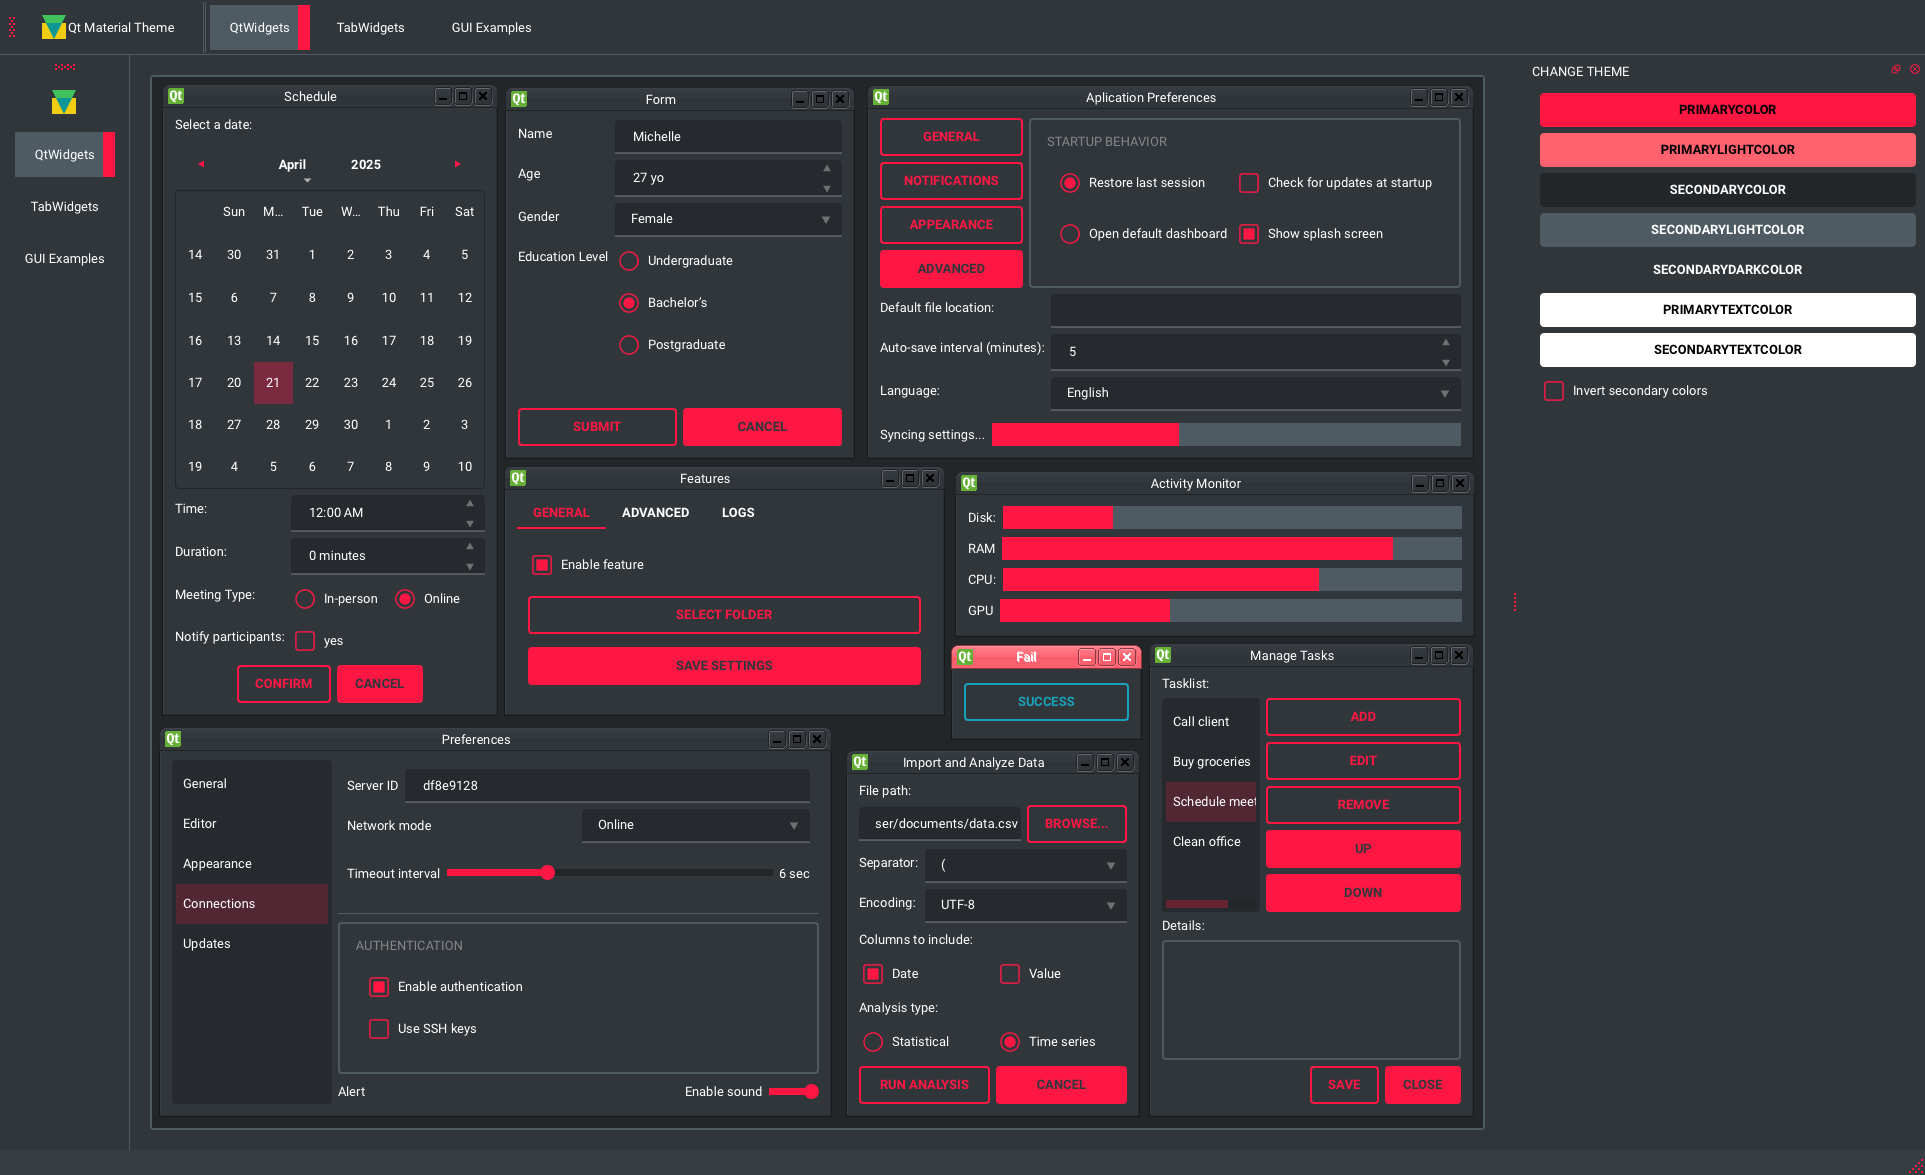 Qt Material Theme
QtWidgets
TabWidgets
GUI Examples
QtWidgets
TabWidgets
GUI Examples
Qt Schedule
Select a date:
April 2025
Sun M... Tue W... Thu Fri Sat
14 30 31 1 2 3 4 5
15 6 7 8 9 10 11 12
16 13 14 15 16 17 18 19
17 20 21 22 23 24 25 26
18 27 28 29 30 1 2 3
19 4 5 6 7 8 9 10
Time: 12:00 AM
Duration: 0 minutes
Meeting Type: In-person Online
Notify participants: yes
CONFIRM CANCEL
Qt Form
Name Michelle
Age 27 yo
Gender Female
Education Level Undergraduate
Bachelor's
Postgraduate
SUBMIT CANCEL
Qt Aplication Preferences
GENERAL
NOTIFICATIONS
APPEARANCE
ADVANCED
STARTUP BEHAVIOR
Restore last session Check for updates at startup
Open default dashboard Show splash screen
Default file location:
Auto-save interval (minutes): 5
Language: English
Syncing settings...
Qt Features
GENERAL ADVANCED LOGS
Enable feature
SELECT FOLDER
SAVE SETTINGS
Qt Activity Monitor
Disk:
RAM
CPU:
GPU
Qt Fail
SUCCESS
Qt Manage Tasks
Tasklist:
Call client
Buy groceries
Schedule meet
Clean office
ADD
EDIT
REMOVE
UP
DOWN
Details:
SAVE CLOSE
Qt Preferences
General
Editor
Appearance
Connections
Updates
Server ID df8e9128
Network mode Online
Timeout interval 6 sec
AUTHENTICATION
Enable authentication
Use SSH keys
Alert Enable sound
Qt Import and Analyze Data
File path:
ser/documents/data.csv BROWSE...
Separator: (
Encoding: UTF-8
Columns to include:
Date Value
Analysis type:
Statistical Time series
RUN ANALYSIS CANCEL
CHANGE THEME
PRIMARYCOLOR
PRIMARYLIGHTCOLOR
SECONDARYCOLOR
SECONDARYLIGHTCOLOR
SECONDARYDARKCOLOR
PRIMARYTEXTCOLOR
SECONDARYTEXTCOLOR
Invert secondary colors